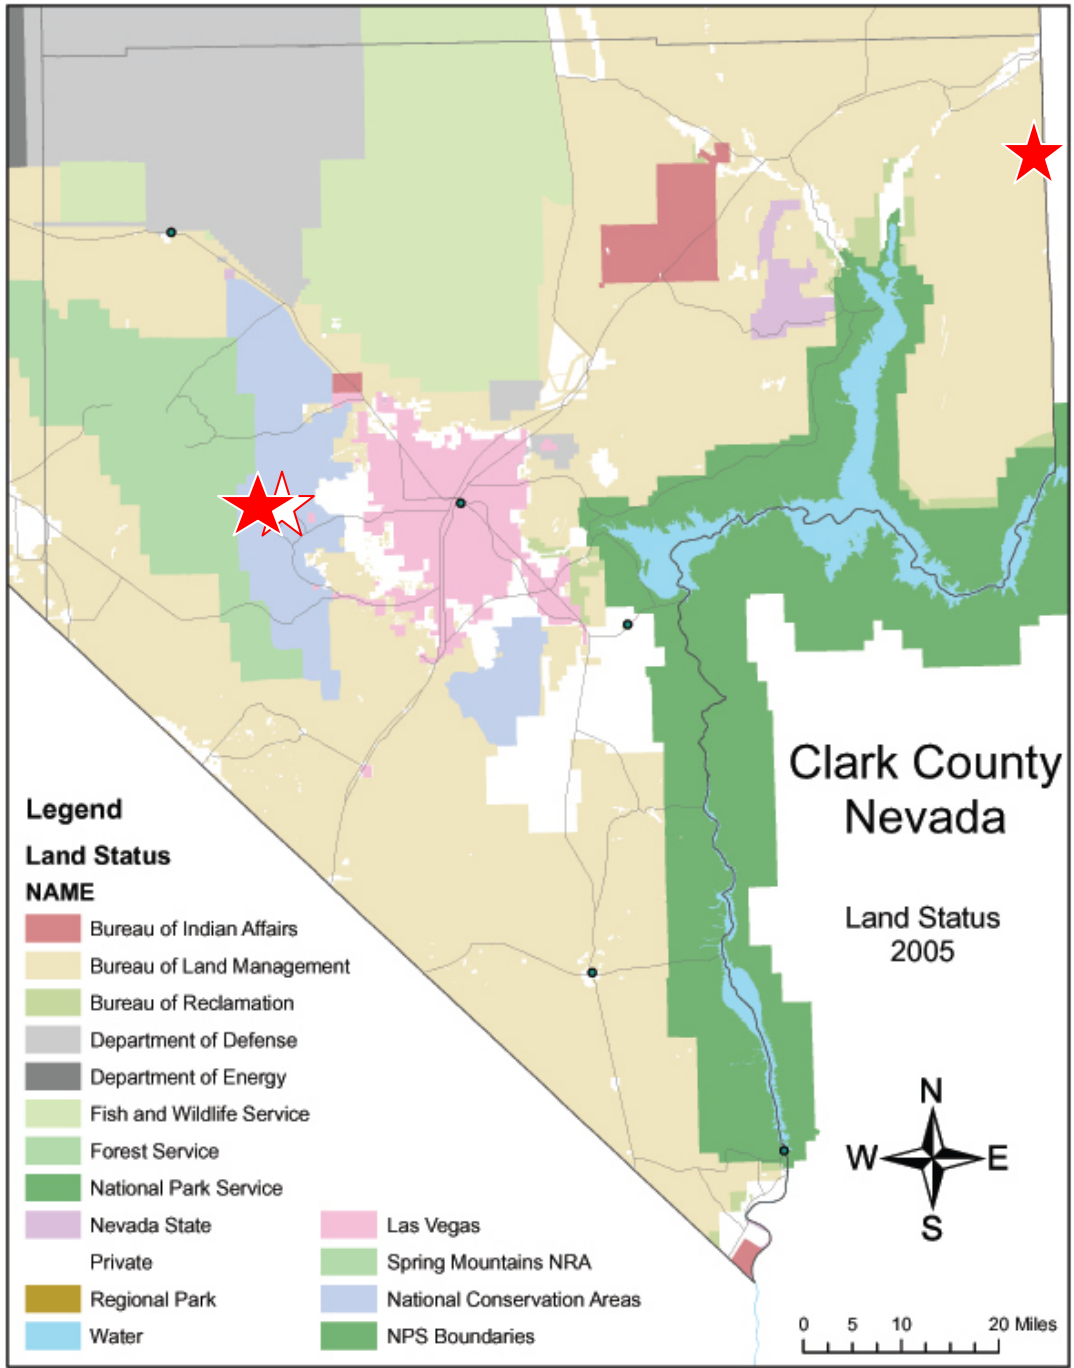 Clark County
Nevada
Land Status
2005
Legend
Land Status
NAME
Bureau of Indian Affairs
Bureau of Land Management
Bureau of Reclamation
Department of Defense
Department of Energy
Fish and Wildlife Service
Forest Service
National Park Service
Nevada State
Private
Regional Park
Water
Las Vegas
Spring Mountains NRA
National Conservation Areas
NPS Boundaries
N
W E
S
0 5 10 20 Miles